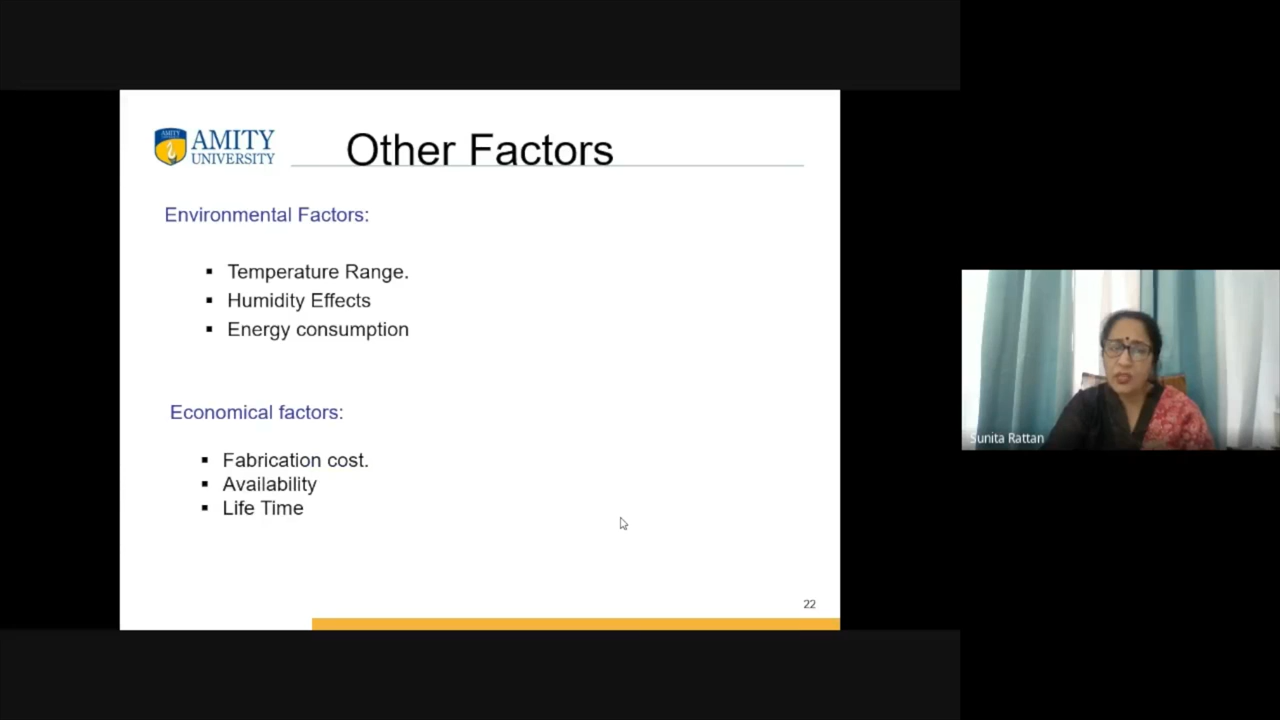 AMITY
AMITY
UNIVERSITY
Other Factors
Environmental Factors:
▪ Temperature Range.
▪ Humidity Effects
▪ Energy consumption
Economical factors:
▪ Fabrication cost.
▪ Availability
▪ Life Time
22
Sunita Rattan